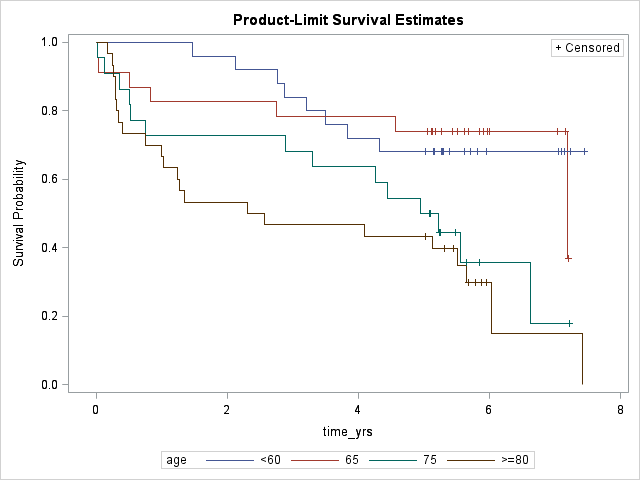 Product-Limit Survival Estimates
+ Censored
1.0
0.8
0.6
0.4
0.2
0.0
Survival Probability
0 2 4 6 8
time_yrs
age <60 65 75 >=80